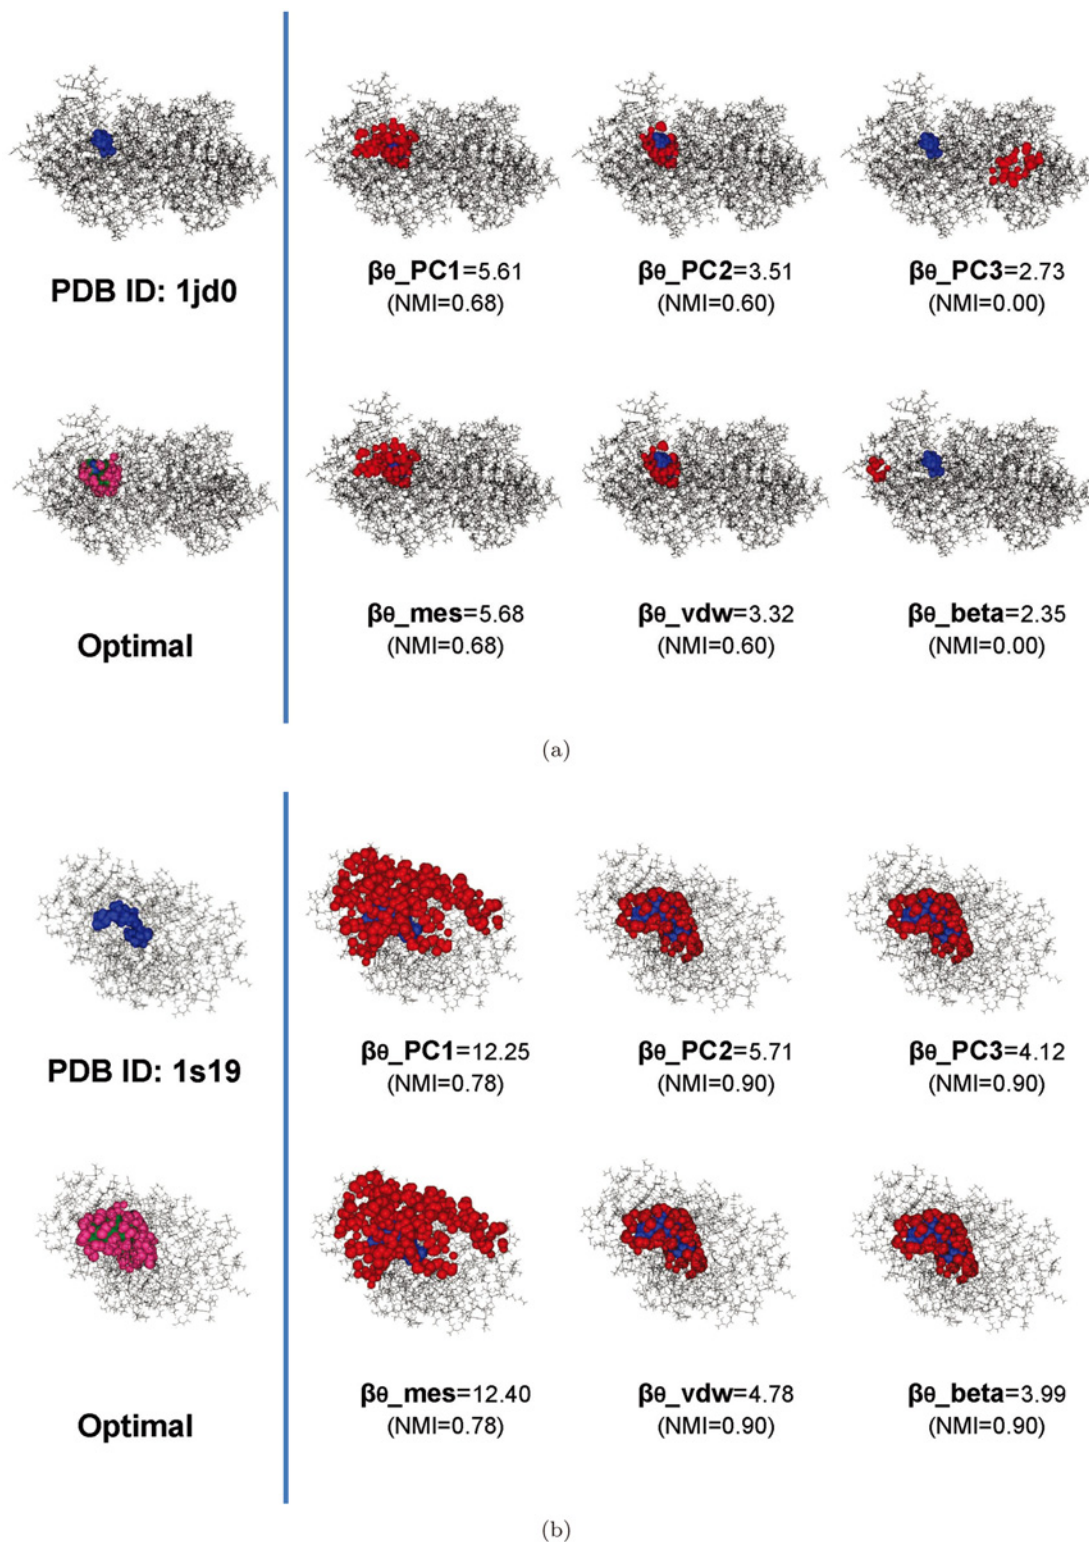 βθ_PC1=5.61 βθ_PC2=3.51 βθ_PC3=2.73
PDB ID: 1jd0
(NMI=0.68) (NMI=0.60) (NMI=0.00)
βθ_mes=5.68 βθ_vdw=3.32 βθ_beta=2.35
Optimal
(NMI=0.68) (NMI=0.60) (NMI=0.00)
(a)
βθ_PC1=12.25 βθ_PC2=5.71 βθ_PC3=4.12
PDB ID: 1s19
(NMI=0.78) (NMI=0.90) (NMI=0.90)
βθ_mes=12.40 βθ_vdw=4.78 βθ_beta=3.99
Optimal
(NMI=0.78) (NMI=0.90) (NMI=0.90)
(b)